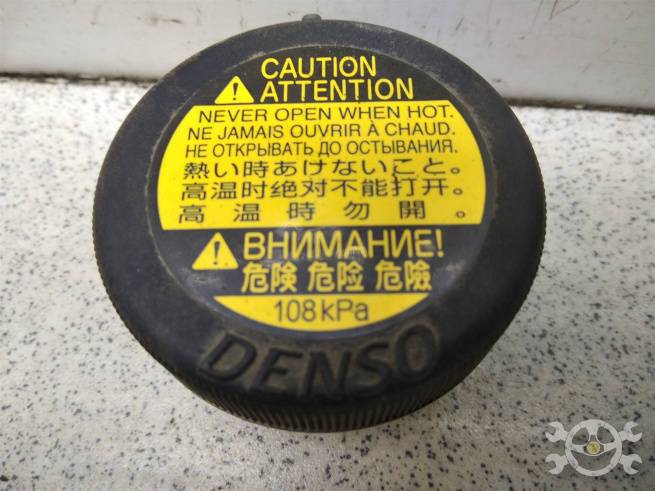 CAUTION
ATTENTION
NEVER OPEN WHEN HOT.
NE JAMAIS OUVRIR À CHAUD.
НЕ ОТКРЫВАТЬ ДО ОСТЫВАНИЯ.
熱い時あけないこと。
高温时绝对不能打开。
高温時勿開。
ВНИМАНИЕ!
危険 危险 危險
108kPa
DENSO